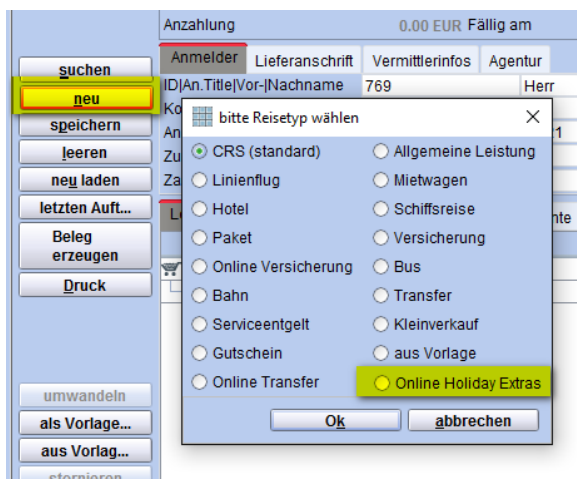 Anzahlung 0.00 EUR Fällig am
Anmelder Lieferanschrift Vermittlerinfos Agentur
ID|An.Title|Vor-|Nachname 769 Herr
suchen
neu
speichern
leeren
neu laden
letzten Auft...
Beleg
erzeugen
Druck
umwandeln
als Vorlage...
aus Vorlag...
stornieren
bitte Reisetyp wählen
CRS (standard) Allgemeine Leistung
Linienflug Mietwagen
Hotel Schiffsreise
Paket Versicherung
Online Versicherung Bus
Bahn Transfer
Serviceentgelt Kleinverkauf
Gutschein aus Vorlage
Online Transfer Online Holiday Extras
Ok abbrechen